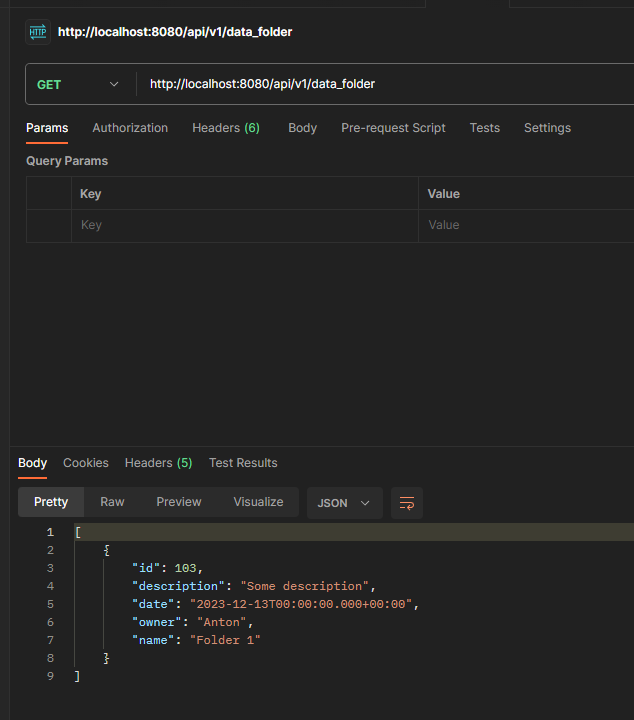 HTTP http://localhost:8080/api/v1/data_folder
GET http://localhost:8080/api/v1/data_folder
Params Authorization Headers (6) Body Pre-request Script Tests Settings
Query Params
Key Value
Key Value
Body Cookies Headers (5) Test Results
Pretty Raw Preview Visualize JSON
1 [
2 {
3 "id": 103,
4 "description": "Some description",
5 "date": "2023-12-13T00:00:00.000+00:00",
6 "owner": "Anton",
7 "name": "Folder 1"
8 }
9 ]